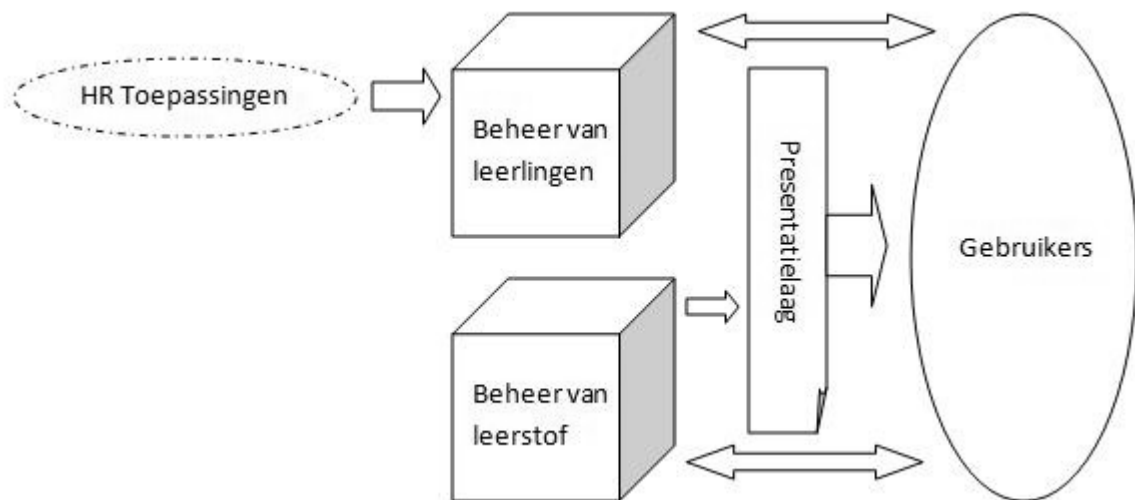 HR Toepassingen
Beheer van
leerlingen
Presentatielaag
Gebruikers
Beheer van
leerstof